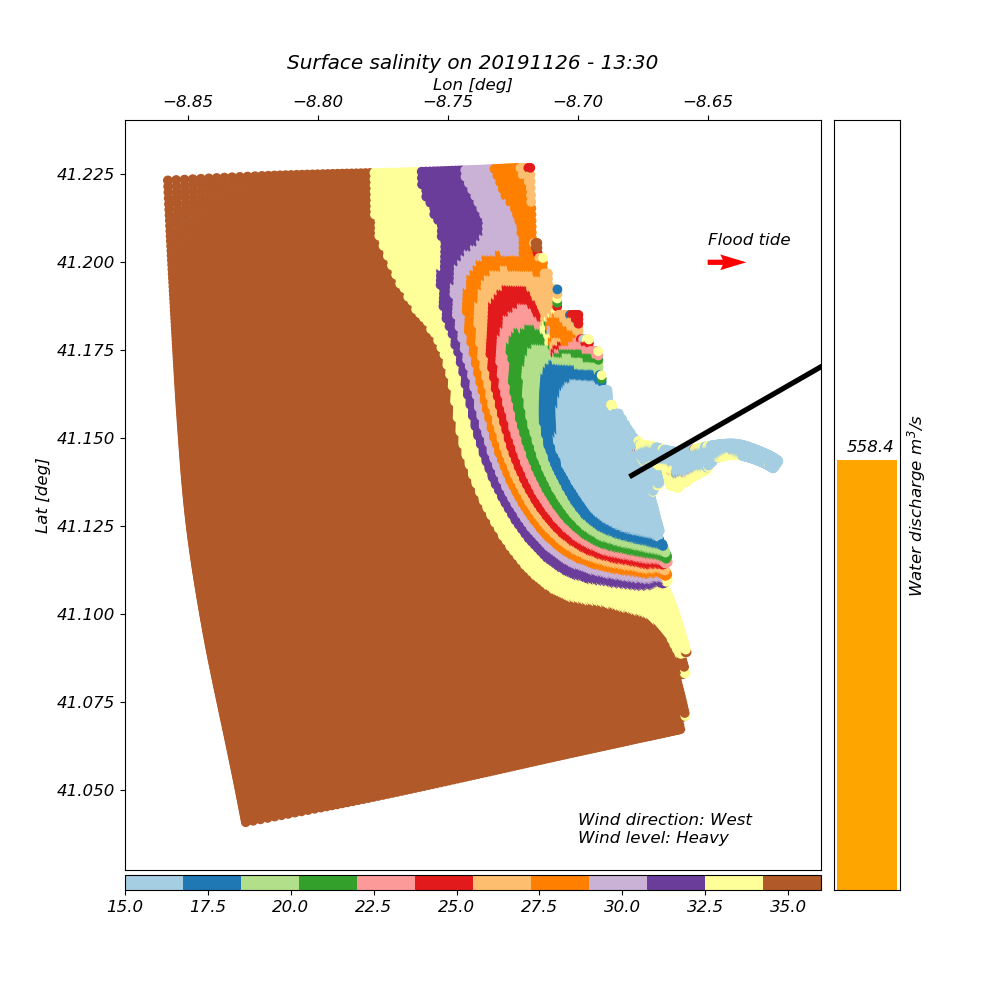 Surface salinity on 20191126 - 13:30
Lon [deg]
−8.85 −8.80 −8.75 −8.70 −8.65
41.225
41.200
41.175
41.150
41.125
41.100
41.075
41.050
Lat [deg]
Flood tide
558.4
Water discharge m³/s
Wind direction: West
Wind level: Heavy
15.0 17.5 20.0 22.5 25.0 27.5 30.0 32.5 35.0